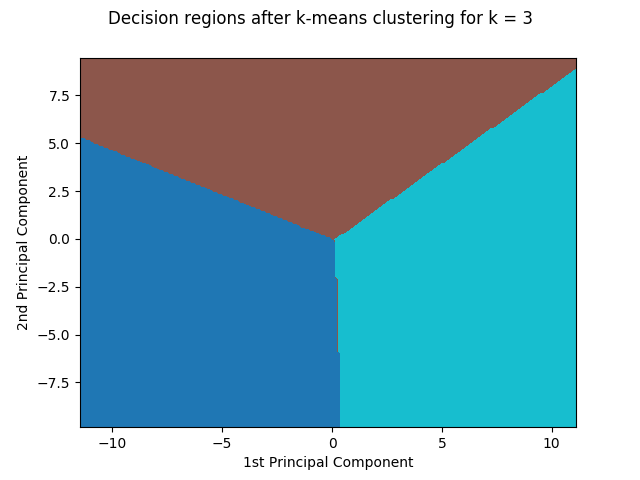 Decision regions after k-means clustering for k = 3
7.5
5.0
2.5
0.0
−2.5
−5.0
−7.5
2nd Principal Component
−10 −5 0 5 10
1st Principal Component